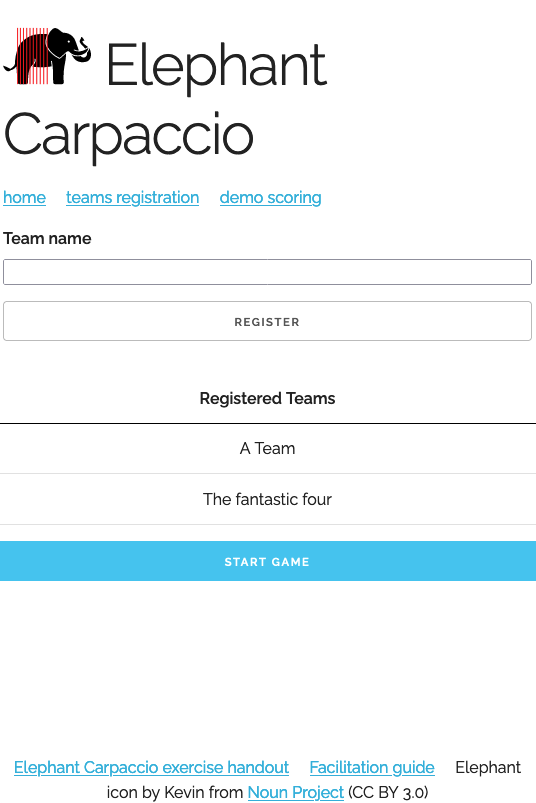 Elephant
Carpaccio
home teams registration demo scoring
Team name
REGISTER
Registered Teams
A Team
The fantastic four
START GAME
Elephant Carpaccio exercise handout Facilitation guide Elephant
icon by Kevin from Noun Project (CC BY 3.0)